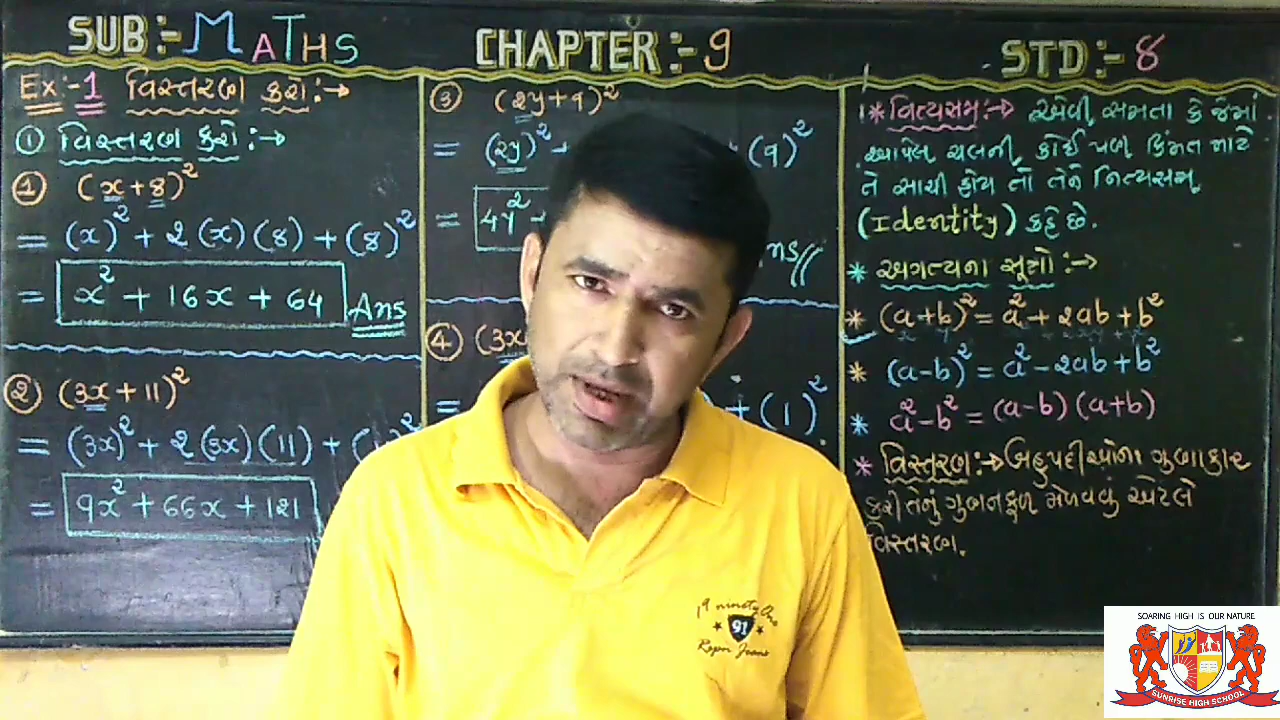 SUB:- MATHS
CHAPTER:- 9
STD:- 8
Ex:-1 વિસ્તરણ કરો:→
① વિસ્તરણ કરો:→
① (x+8)²
= (x)² + 2(x)(8) + (8)²
= x² + 16x + 64 Ans
② (3x+11)²
= (3x)² + 2(3x)(11) +
= 9x² + 66x + 121
③ (2y+9)²
= (2y)² + + (9)²
= 4y²
④ (3x
= + (1)²
* નિત્યસમ:→ એવી સમતા કે જેમાં
આપેલ ચલની કોઈ પણ કિંમત માટે
તે સાચી હોય તો તેને નિત્યસમ
(Identity) કહે છે.
* અગત્યના સૂત્રો:→
* (a+b)² = a² + 2ab + b²
* (a-b)² = a² - 2ab + b²
* a² - b² = (a-b)(a+b)
* વિસ્તરણ:→ બહુપદીઓના ગુણાકાર
કરી તેનું ગુણનફળ મેળવવું એટલે
વિસ્તરણ.
91
SOARING HIGH IS OUR NATURE
SUNRISE HIGH SCHOOL